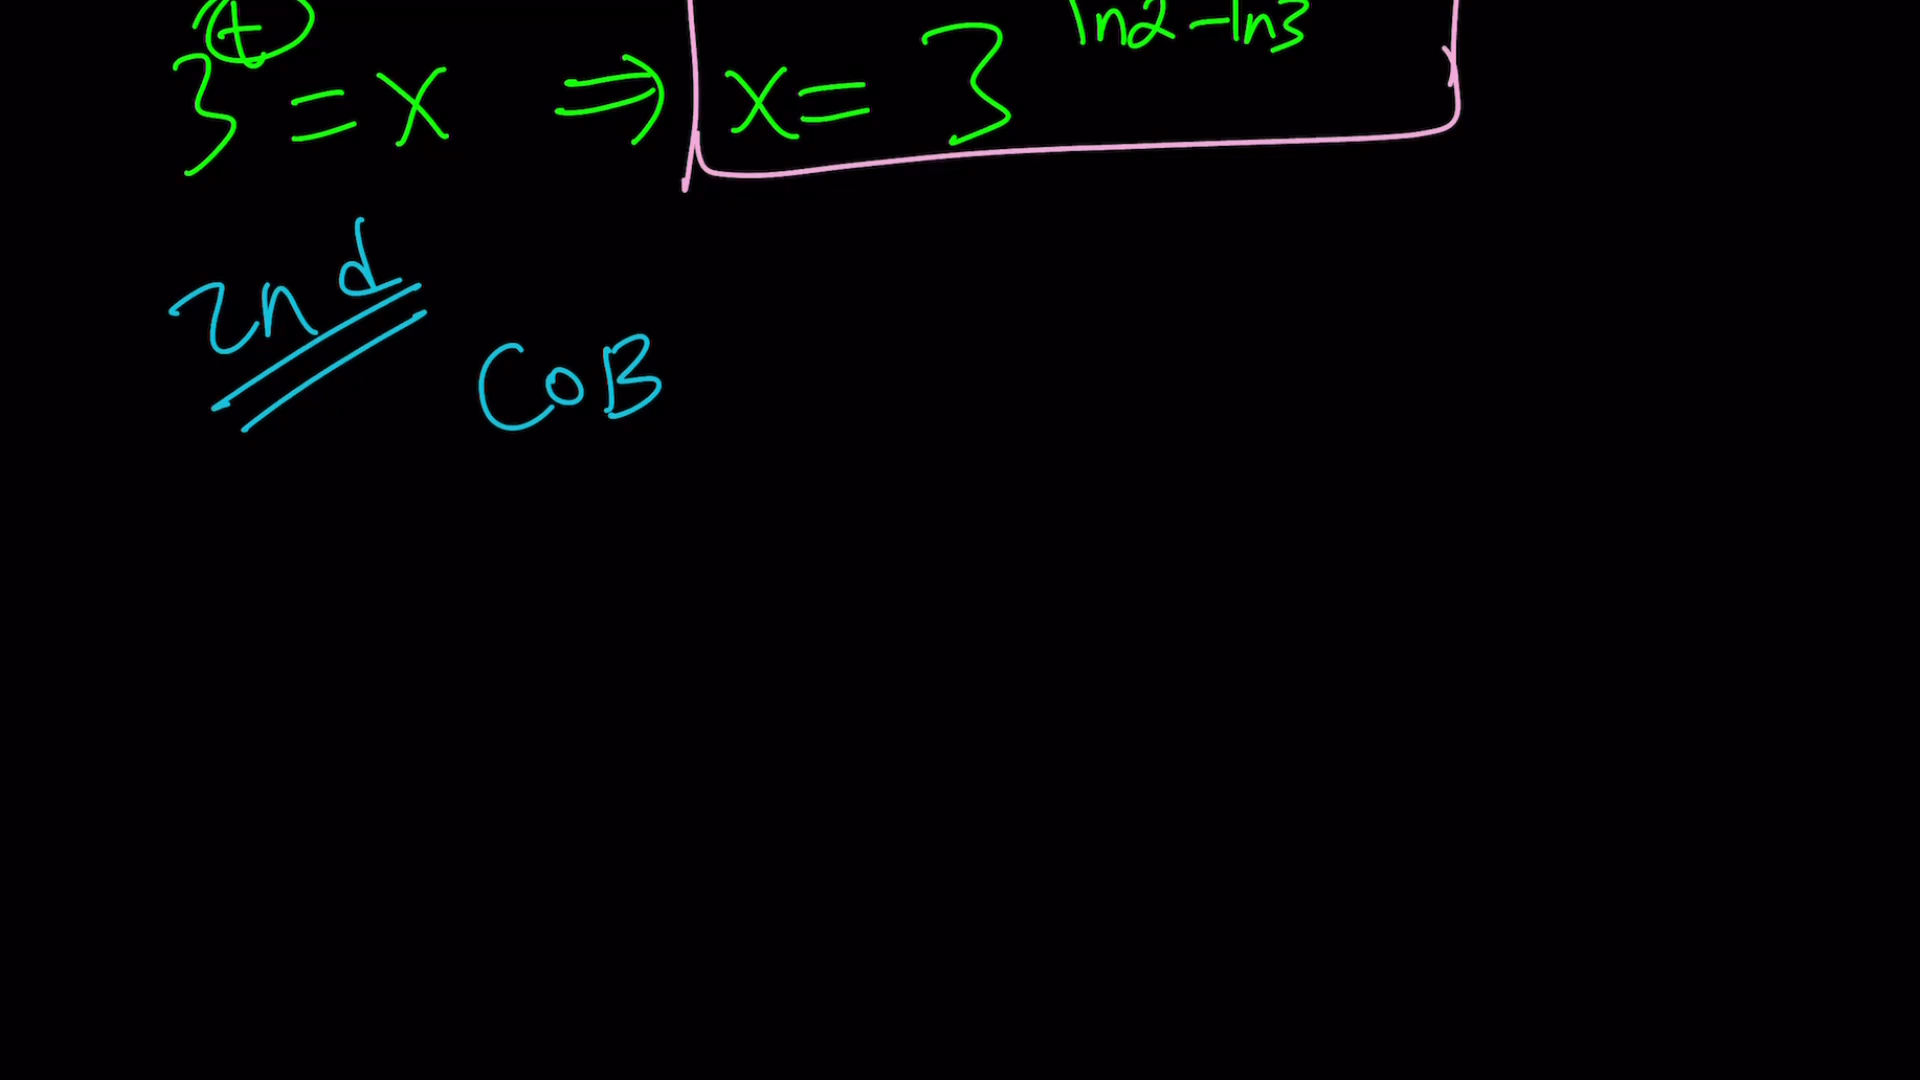 3^t = x ⇒ x = 3^{ln2 - ln3}
2nd
CoB